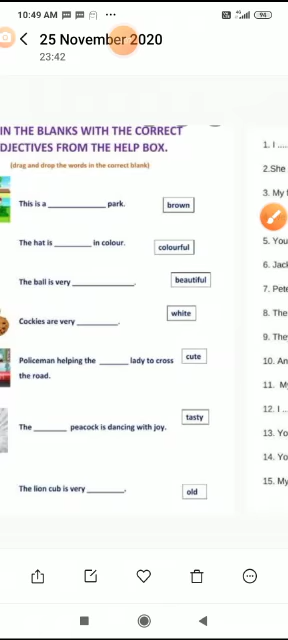 10:49 AM
94
25 November 2020
23:42
IN THE BLANKS WITH THE CORRECT
DJECTIVES FROM THE HELP BOX.
(drag and drop the words in the correct blank)
This is a ____________ park.
brown
The hat is ________ in colour.
colourful
The ball is very ______________.
beautiful
Cockies are very _________.
white
Policeman helping the ______ lady to cross
the road.
cute
The _______ peacock is dancing with joy.
tasty
The lion cub is very ________.
old
1. I .....
2.She
3. My
5. You
6. Jack
7. Pete
8. The
9. They
10. An
11. My
12. I ..
13. Yo
14. Yo
15. My